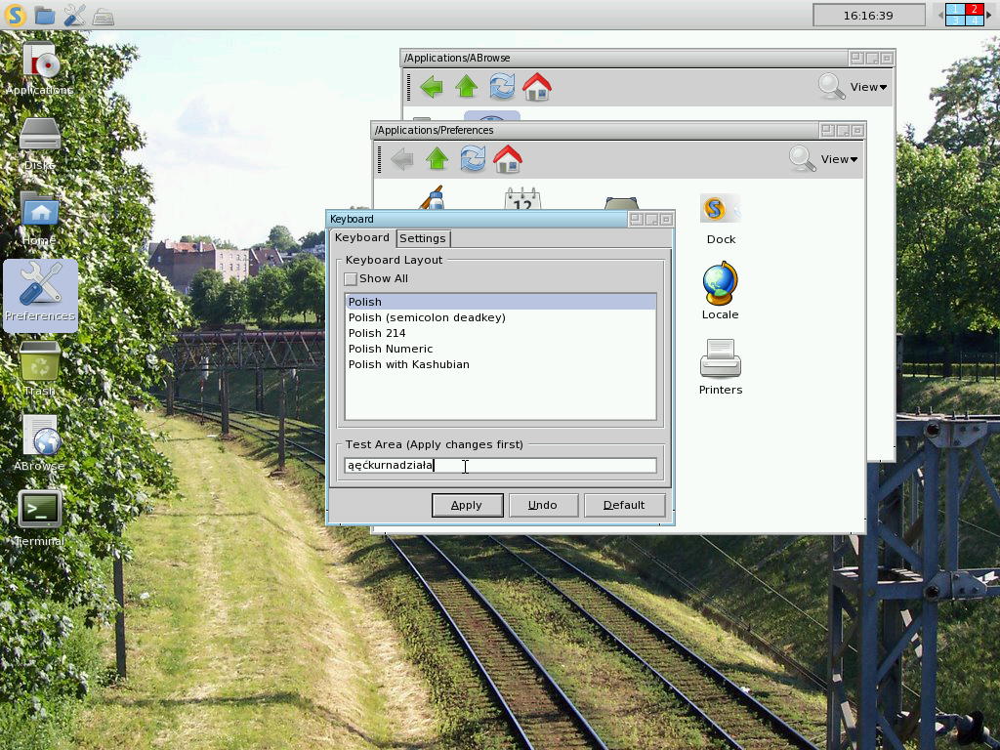 16:16:39
1 2
3 4
Applications
Disks
Home
Preferences
Trash
ABrowse
Terminal
/Applications/ABrowse
View
/Applications/Preferences
View
12
Dock
Locale
Printers
Keyboard
Keyboard Settings
Keyboard Layout
Show All
Polish
Polish (semicolon deadkey)
Polish 214
Polish Numeric
Polish with Kashubian
Test Area (Apply changes first)
ąęćkurnadziała
Apply Undo Default